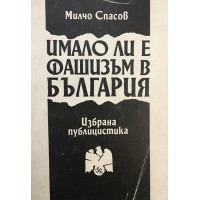 Милчо Спасов
ИМАЛО ЛИ Е
ФАШИЗЪМ В
БЪЛГАРИЯ
Избрана
публицистика